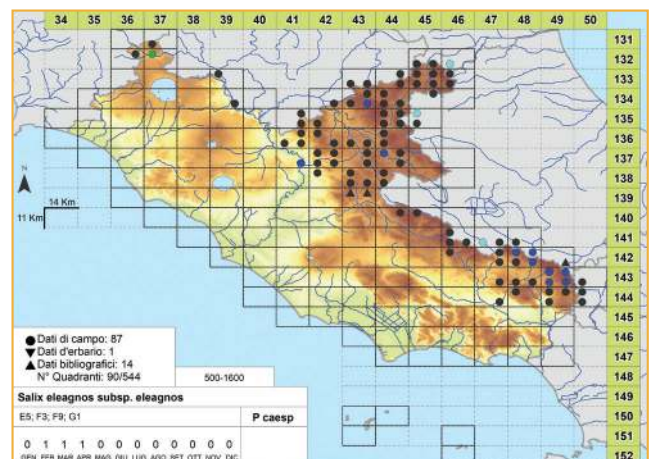 34 35 36 37 38 39 40 41 42 43 44 45 46 47 48 49 50
131
132
133
134
135
136
137
138
139
140
141
142
143
144
145
146
147
148
149
150
151
152
N
14 Km
11 Km
● Dati di campo: 87
▼ Dati d'erbario: 1
▲ Dati bibliografici: 14
N° Quadranti: 90/544
500-1600
Salix eleagnos subsp. eleagnos
E5; F3; F9; G1
P caesp
0 1 1 1 0 0 0 0 0 0 0 0
GEN FEB MAR APR MAG GIU LUG AGO SET OTT NOV DIC